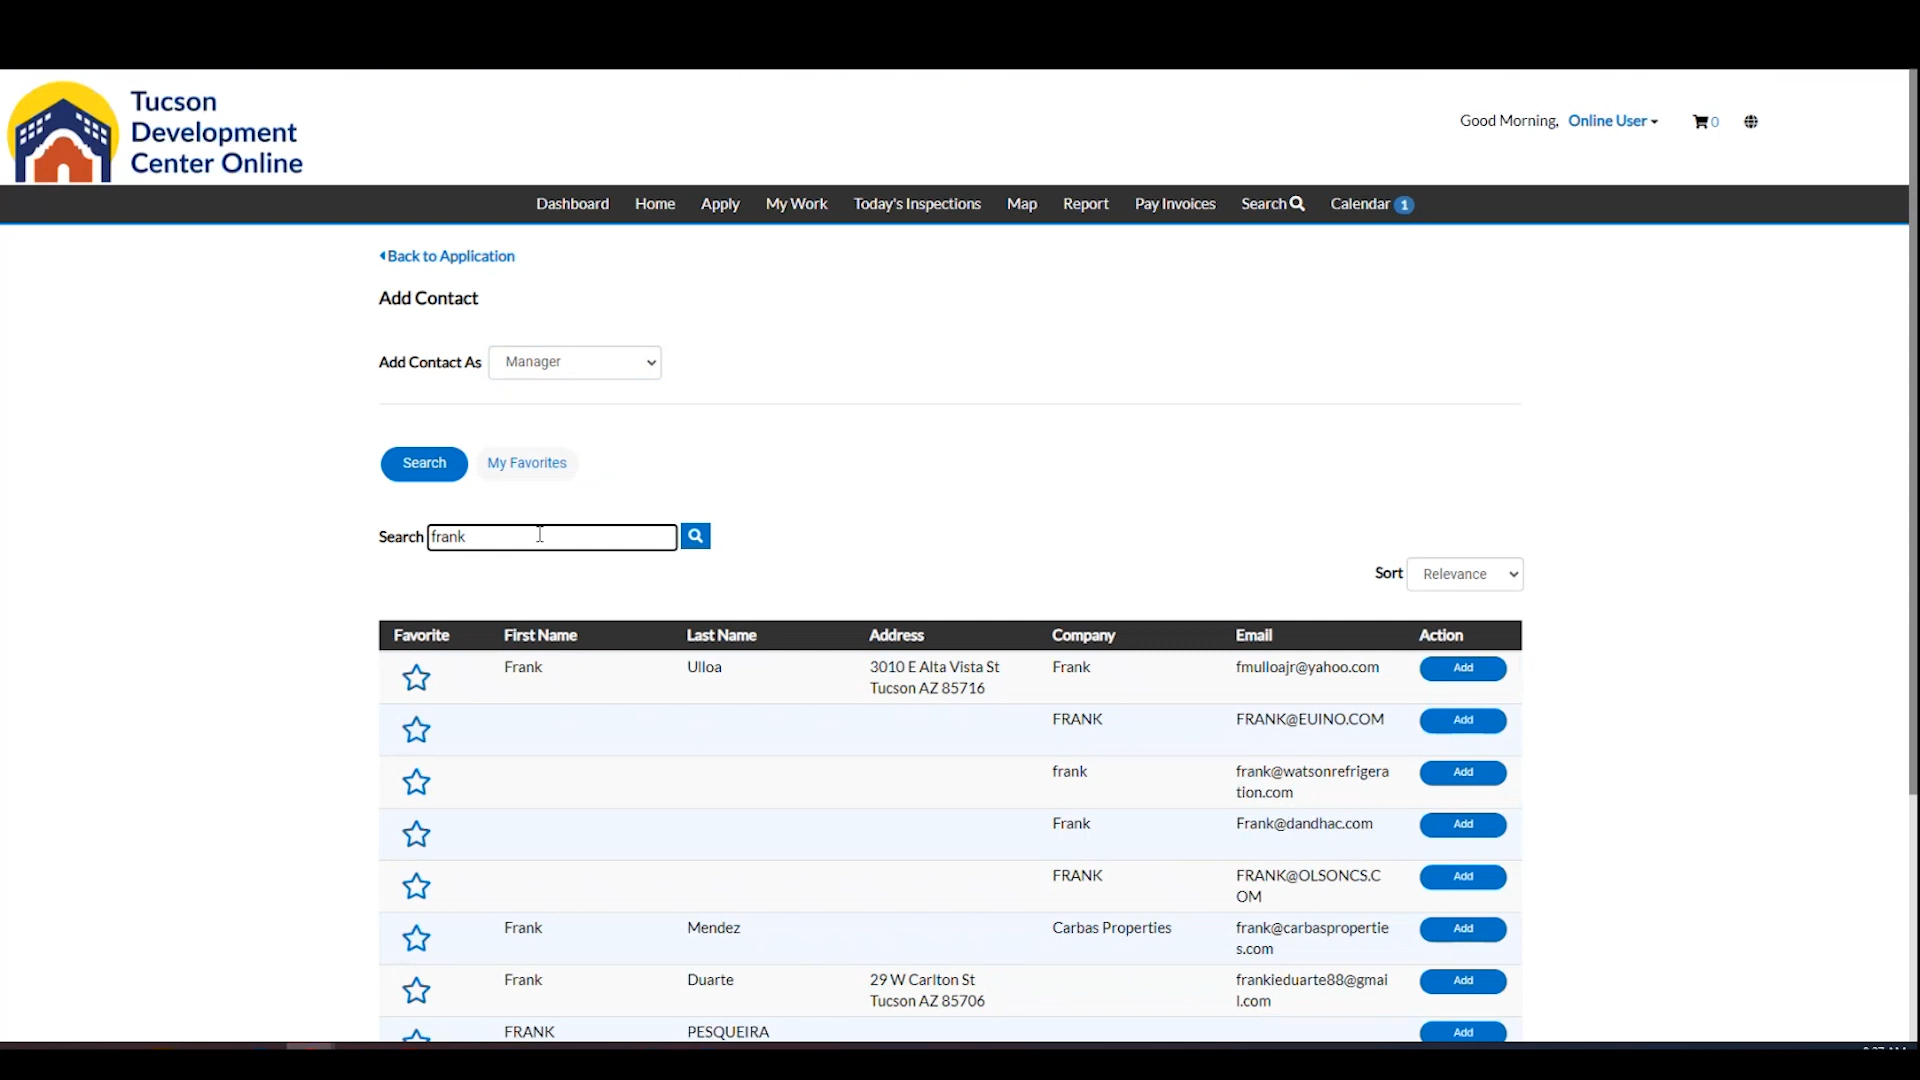 Tucson
Development
Center Online
Good Morning, Online User 0
Dashboard Home Apply My Work Today's Inspections Map Report Pay Invoices Search Calendar 1
Back to Application
Add Contact
Add Contact As Manager
Search My Favorites
Search frank
Sort Relevance
Favorite First Name Last Name Address Company Email Action
Frank Ulloa 3010 E Alta Vista St Frank fmulloajr@yahoo.com Add
Tucson AZ 85716
FRANK FRANK@EUINO.COM Add
frank frank@watsonrefrigera Add
tion.com
Frank Frank@dandhac.com Add
FRANK FRANK@OLSONCS.C Add
OM
Frank Mendez Carbas Properties frank@carbaspropertie Add
s.com
Frank Duarte 29 W Carlton St frankieduarte88@gmai Add
Tucson AZ 85706 l.com
FRANK PESQUEIRA Add